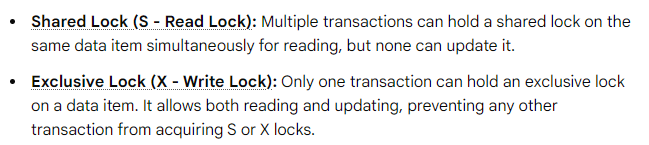 • Shared Lock (S - Read Lock): Multiple transactions can hold a shared lock on the
same data item simultaneously for reading, but none can update it.
• Exclusive Lock (X - Write Lock): Only one transaction can hold an exclusive lock
on a data item. It allows both reading and updating, preventing any other
transaction from acquiring S or X locks.